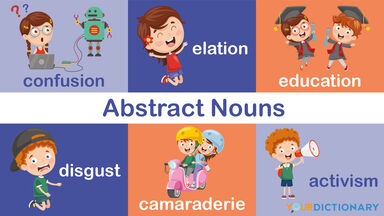 ? ?
confusion
elation
education
Abstract Nouns
disgust
camaraderie
activism
YOURDICTIONARY